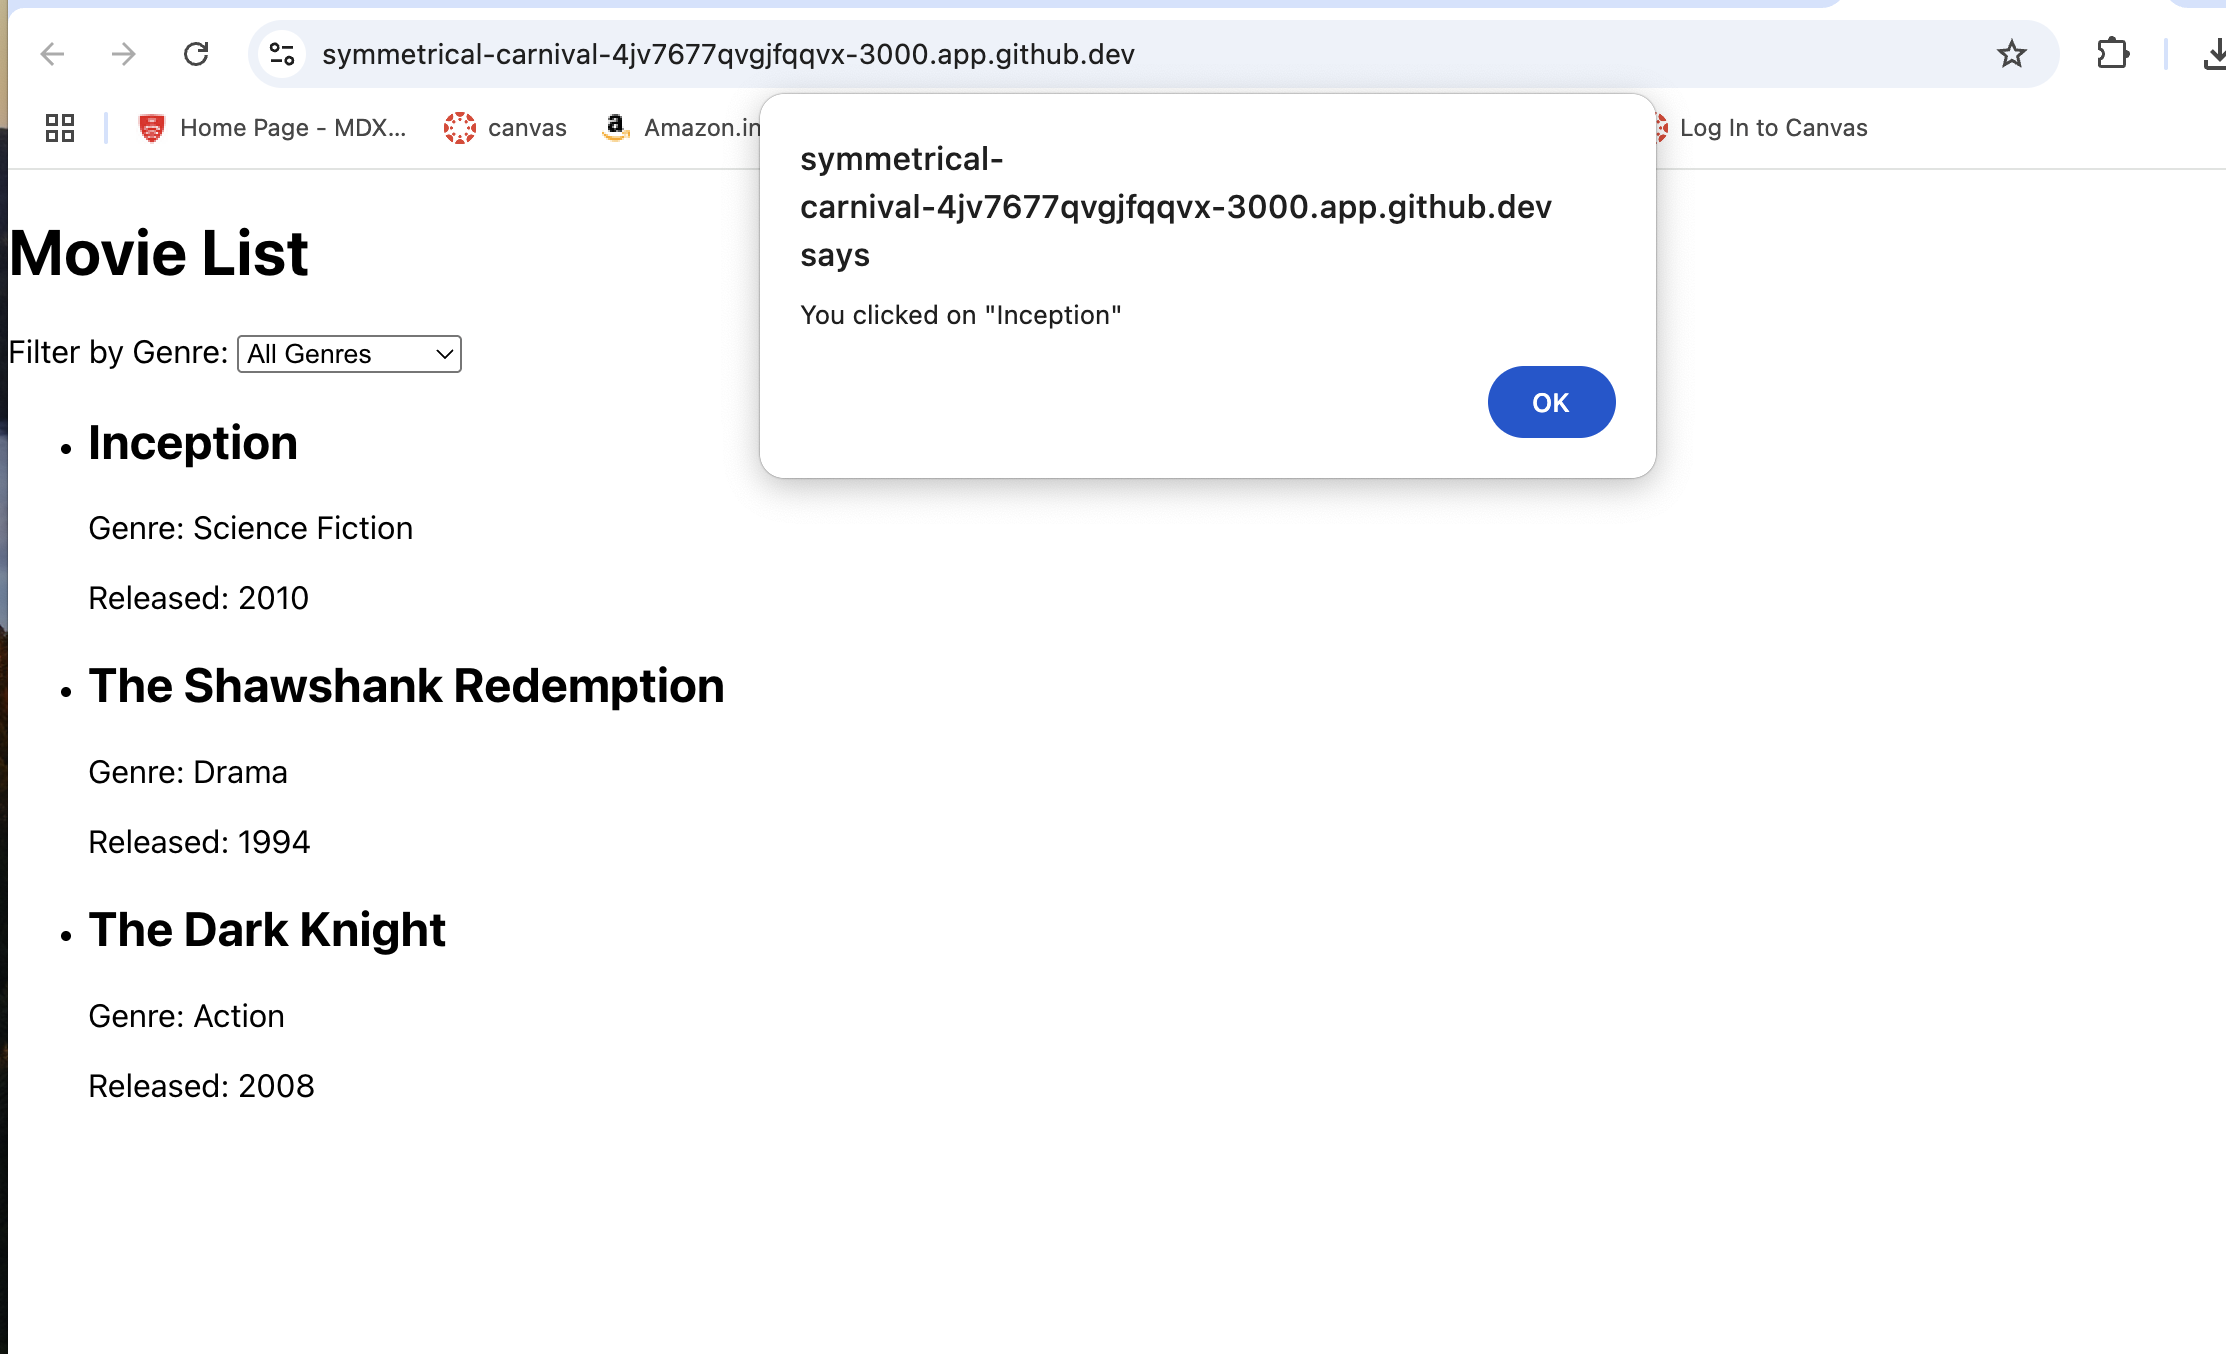 symmetrical-carnival-4jv7677qvgjfqqvx-3000.app.github.dev
Home Page - MDX...
canvas
Amazon.in
Log In to Canvas
symmetrical-
carnival-4jv7677qvgjfqqvx-3000.app.github.dev
says
You clicked on "Inception"
OK
Movie List
Filter by Genre: All Genres
• Inception
Genre: Science Fiction
Released: 2010
• The Shawshank Redemption
Genre: Drama
Released: 1994
• The Dark Knight
Genre: Action
Released: 2008